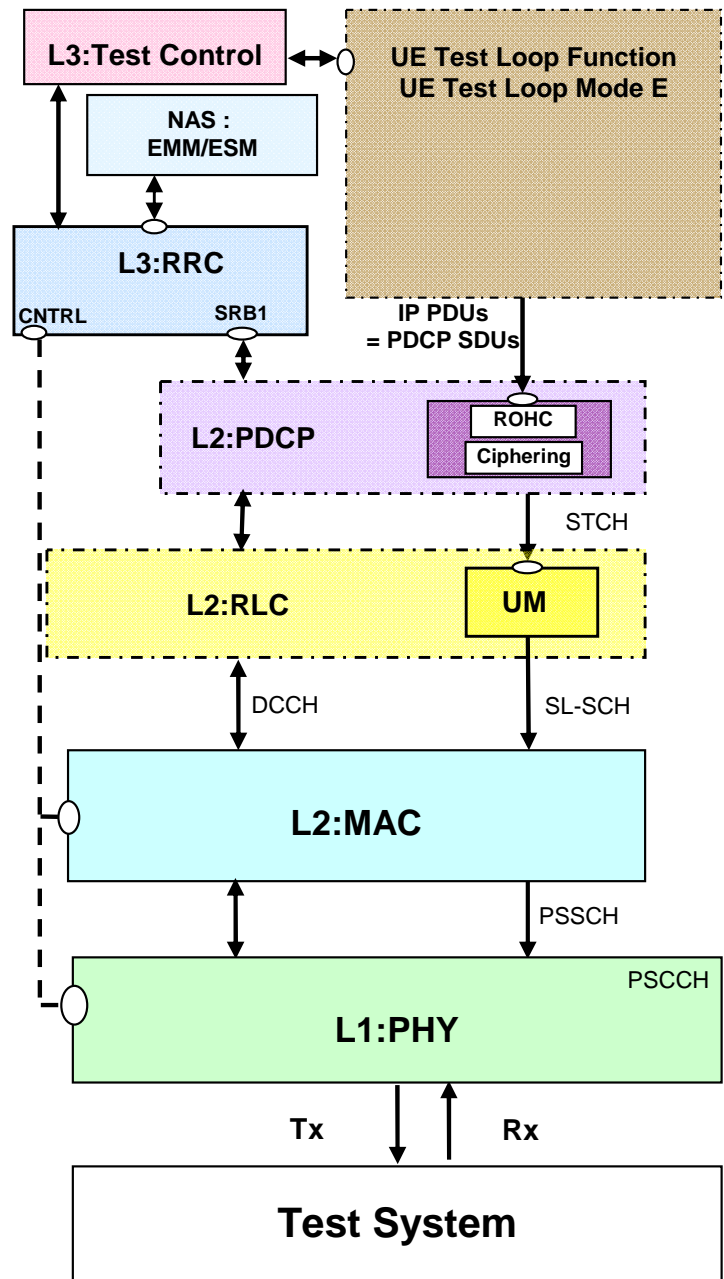 L3:Test Control
UE Test Loop Function
UE Test Loop Mode E
NAS :
EMM/ESM
L3:RRC
CNTRL
SRB1
IP PDUs
= PDCP SDUs
L2:PDCP
ROHC
Ciphering
STCH
L2:RLC
UM
DCCH
SL-SCH
L2:MAC
PSSCH
PSCCH
L1:PHY
Tx
Rx
Test System